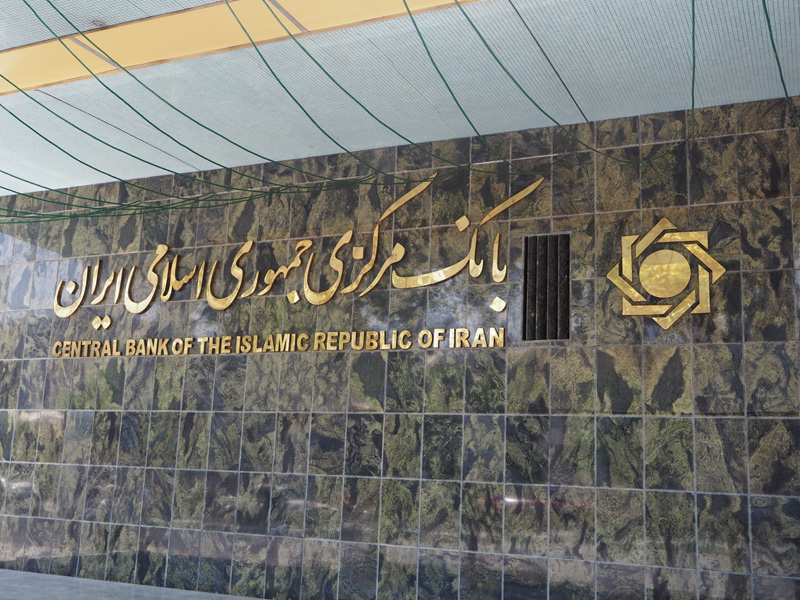 بانک مرکزی جمهوری اسلامی ایران
CENTRAL BANK OF THE ISLAMIC REPUBLIC OF IRAN